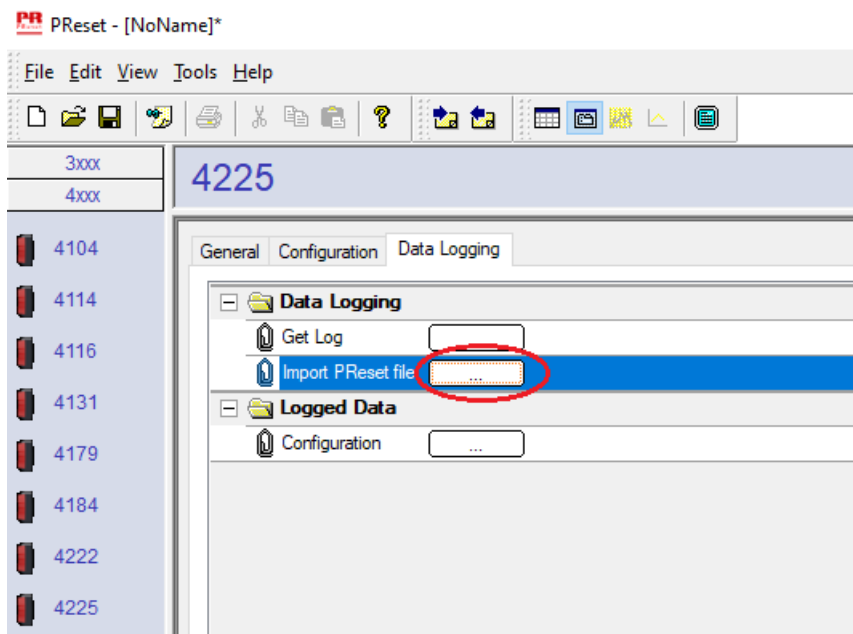 PR
PReset - [NoName]*
File Edit View Tools Help
3xxx
4xxx
4225
4104
4114
4116
4131
4179
4184
4222
4225
General Configuration Data Logging
Data Logging
Get Log
Import PReset file ...
Logged Data
Configuration ...